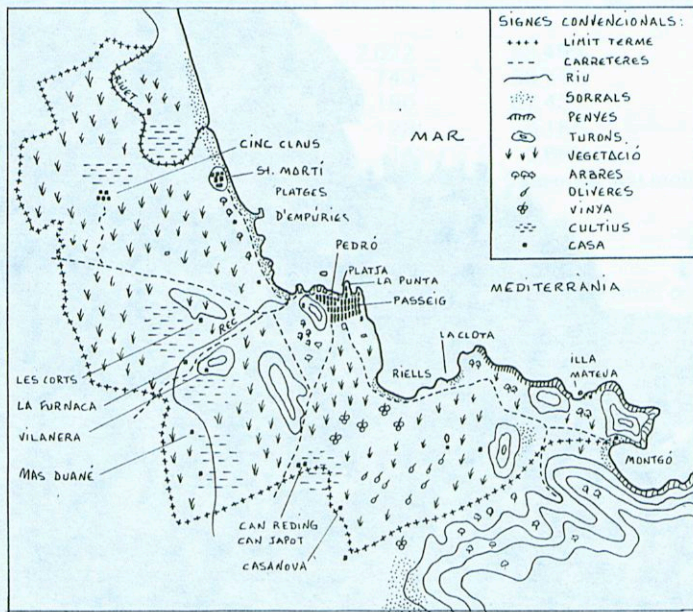 SIGNES CONVENCIONALS:
LÍMIT TERME
CARRETERES
RIU
SORRALS
PENYES
TURONS
VEGETACIÓ
ARBRES
OLIVERES
VINYA
CULTIUS
CASA
RIUET
CINC CLAUS
MAR
ST. MARTÍ
PLATGES
D'EMPÚRIES
PEDRÓ
PLATJA
LA PUNTA
PASSEIG
MEDITERRÀNIA
REC
LES CORTS
LA FURNACA
VILANERA
MAS DUANÉ
RIELLS
LA CLOTA
ILLA
MATEUA
MONTGÓ
CAN REDING
CAN JAPOT
CASANOVA